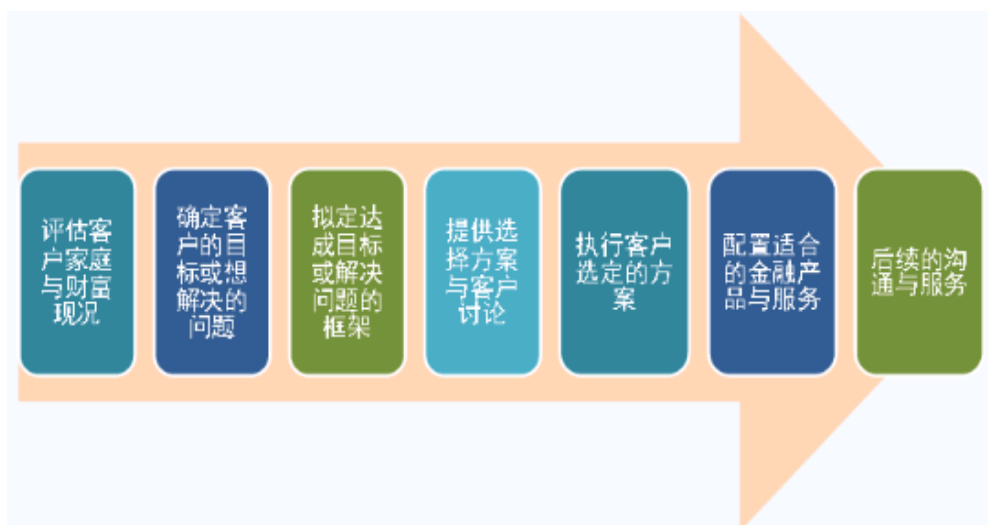 评估客
户家庭
与财富
现况
确定客
户的目
标或想
解决的
问题
拟定达
成目标
或解决
问题的
框架
提供选
择方案
与客户
讨论
执行客户
选定的方
案
配置适合
的金融产
品与服务
后续的沟
通与服务